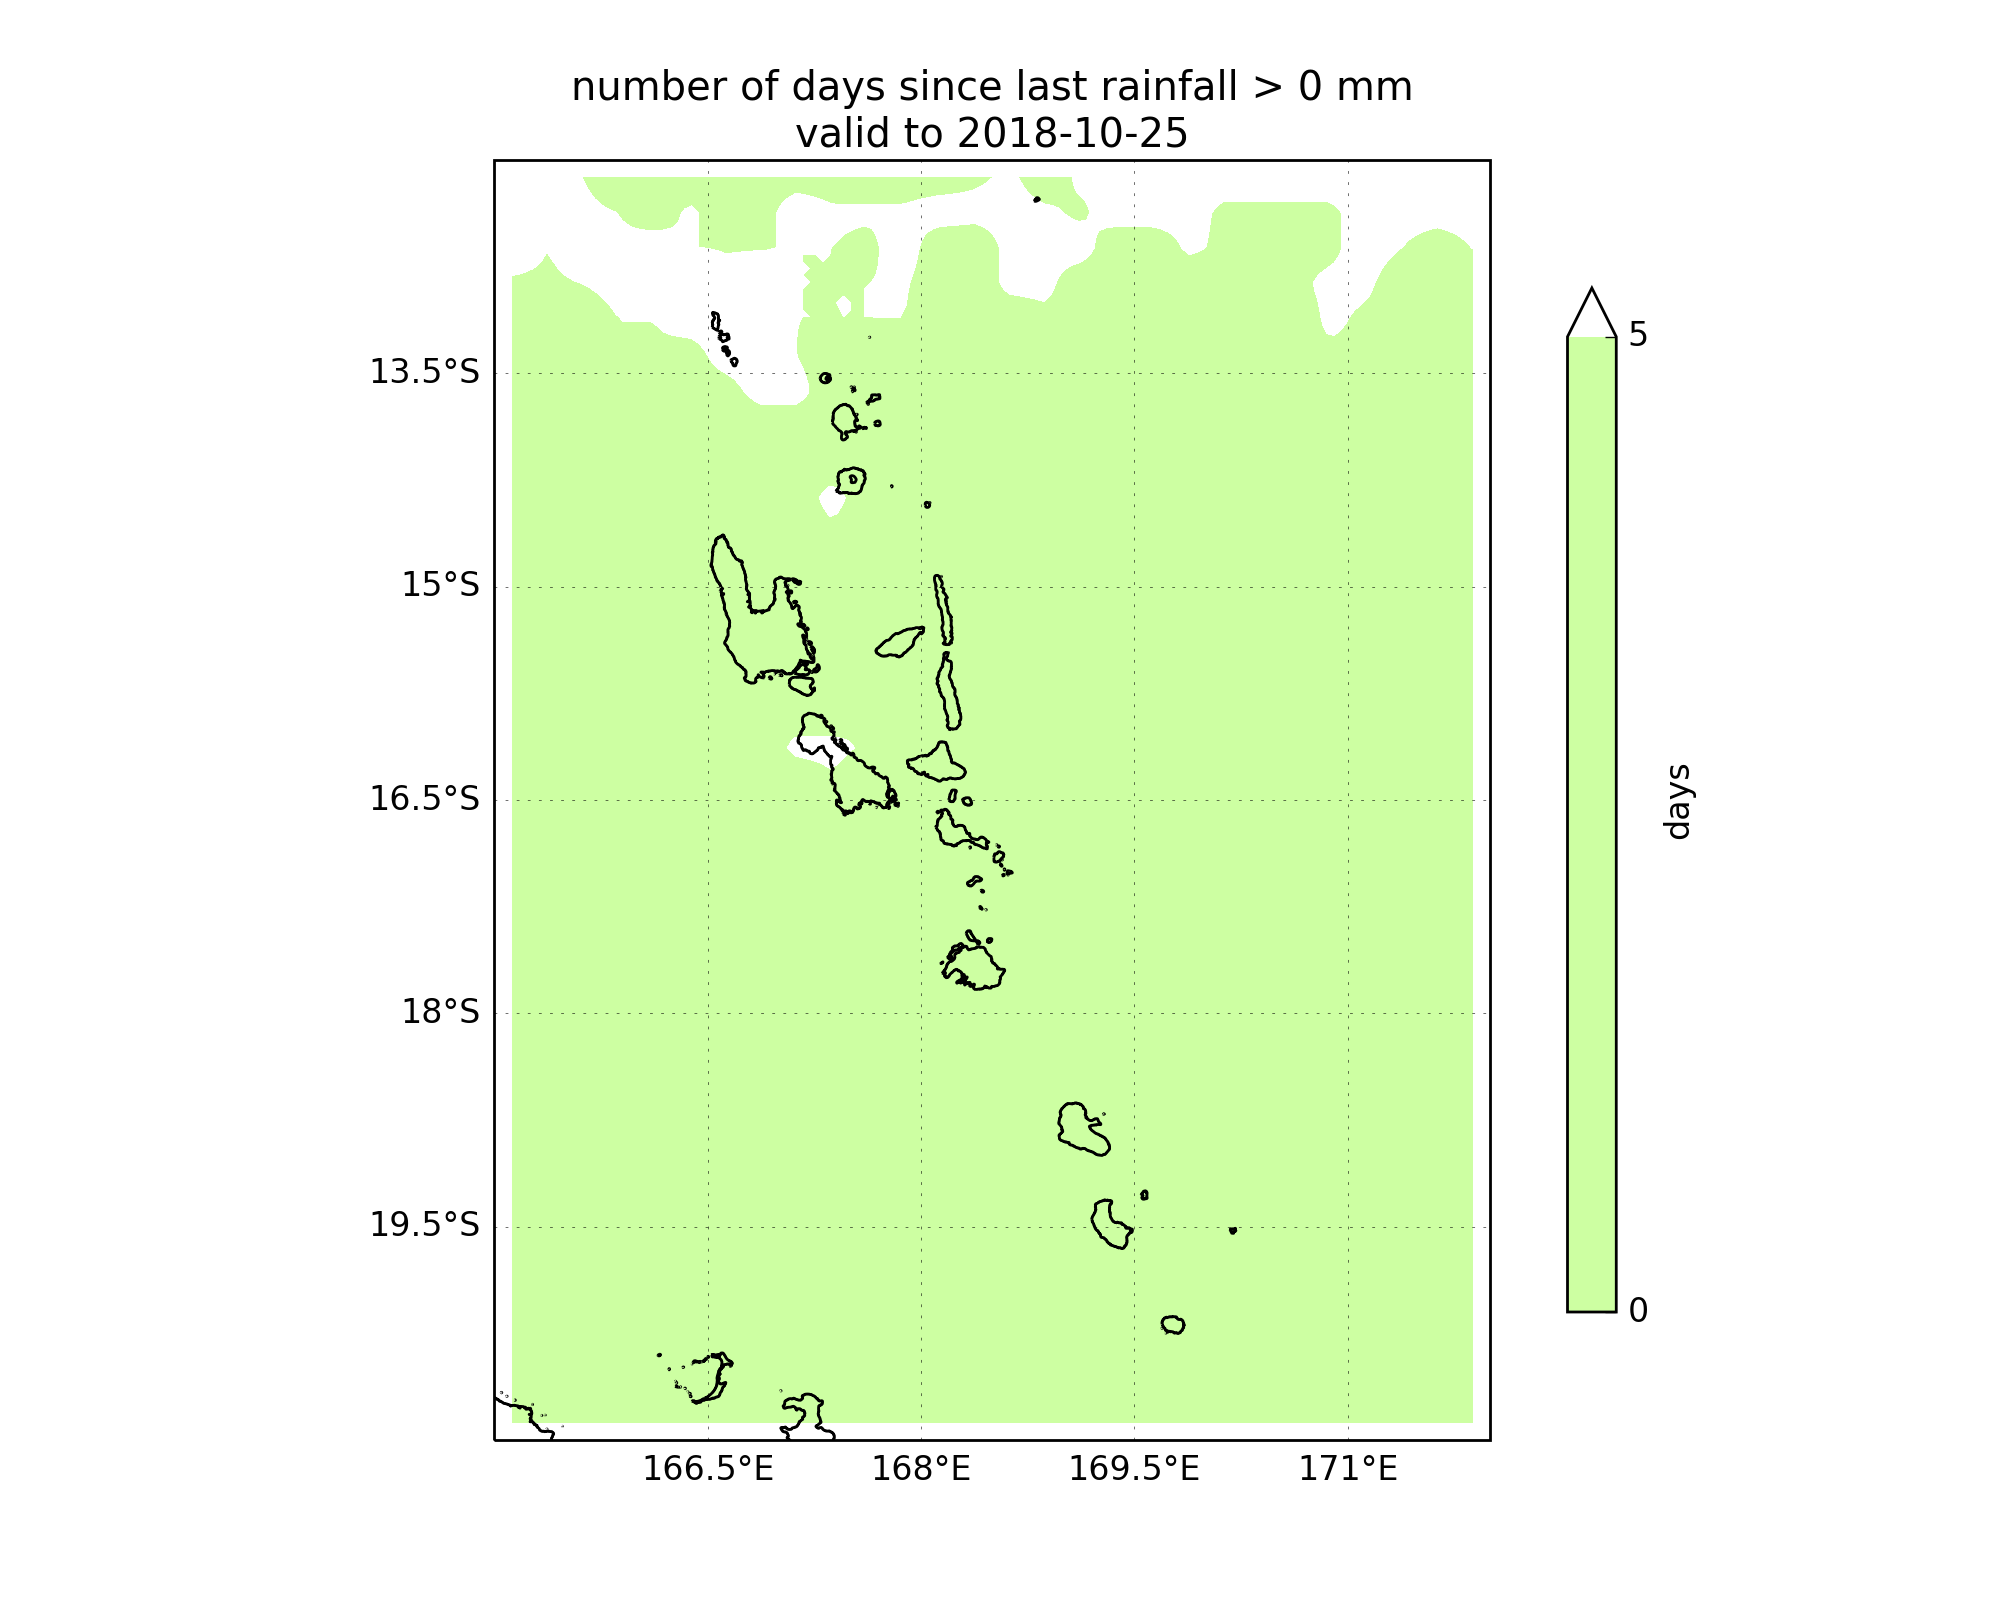 number of days since last rainfall > 0 mm
valid to 2018-10-25
13.5°S
15°S
16.5°S
18°S
19.5°S
166.5°E
168°E
169.5°E
171°E
5
days
0